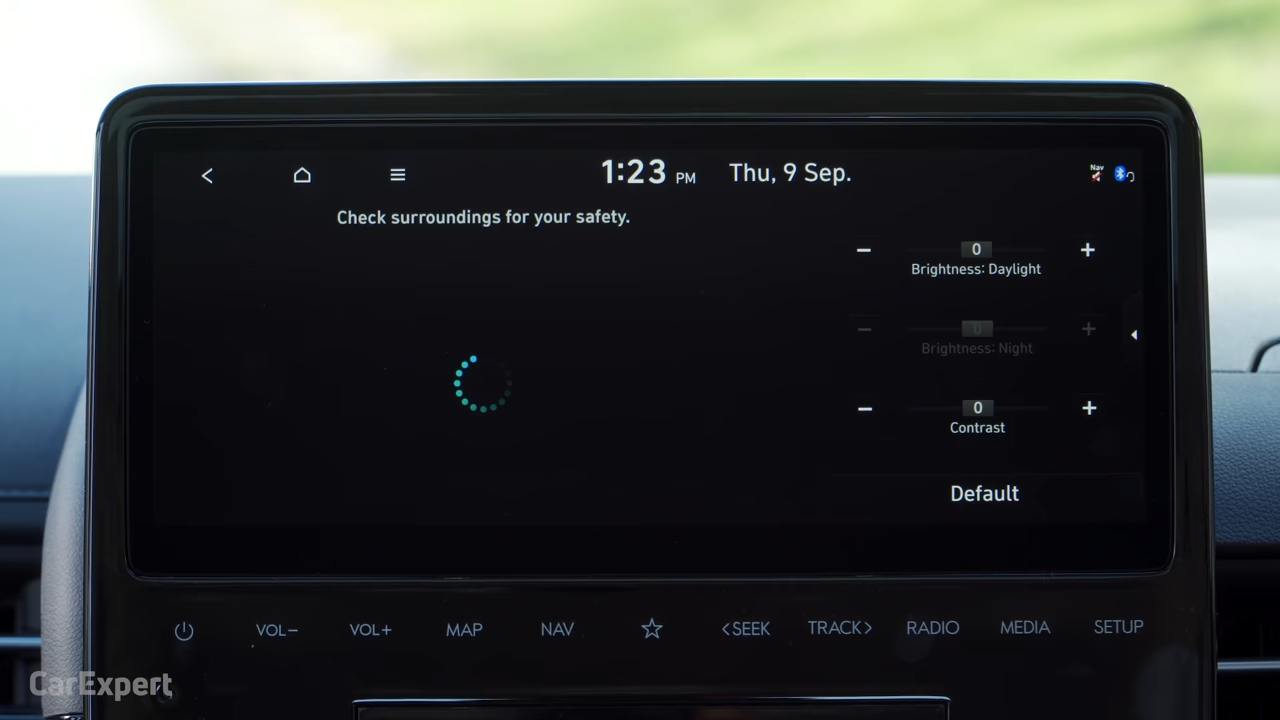 1:23 PM Thu, 9 Sep.
Nav
Check surroundings for your safety.
− 0 +
Brightness: Daylight
− 0 +
Brightness: Night
− 0 +
Contrast
Default
VOL− VOL+ MAP NAV <SEEK TRACK> RADIO MEDIA SETUP
CarExpert